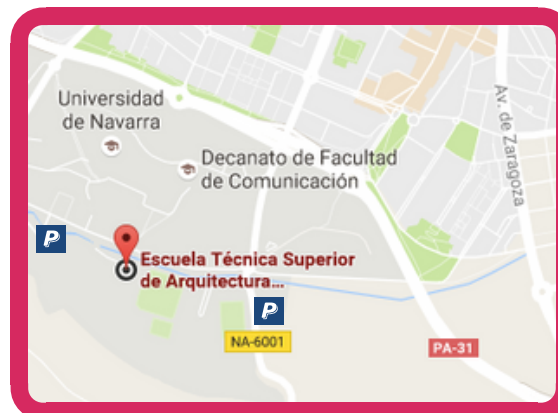 Universidad
de Navarra
Av. de Zaragoza
Decanato de Facultad
de Comunicación
P
Escuela Técnica Superior
de Arquitectura...
P
NA-6001
PA-31